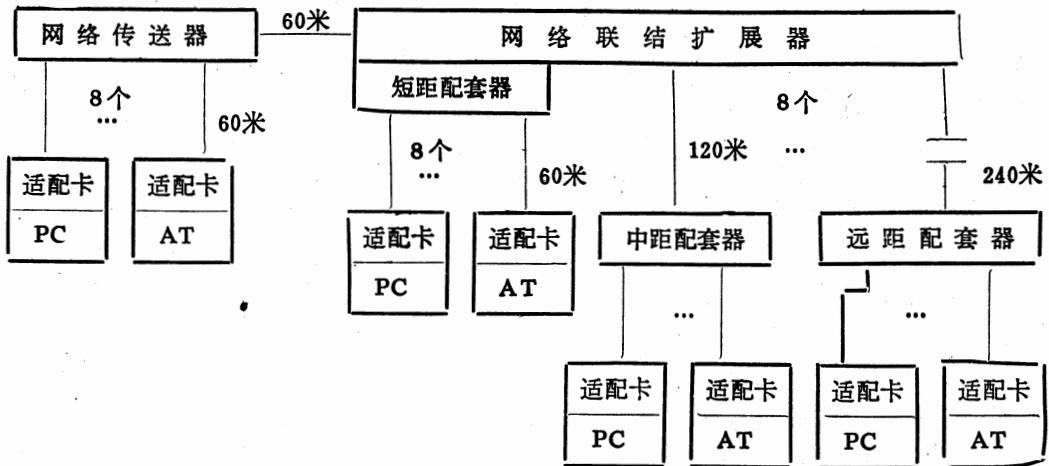 网络传送器
60米
网络联结扩展器
短距配套器
8个
…
60米
8个
…
60米
120米
8个
…
240米
适配卡
PC
适配卡
AT
适配卡
PC
适配卡
AT
中距配套器
远距配套器
…
…
适配卡
PC
适配卡
AT
适配卡
PC
适配卡
AT